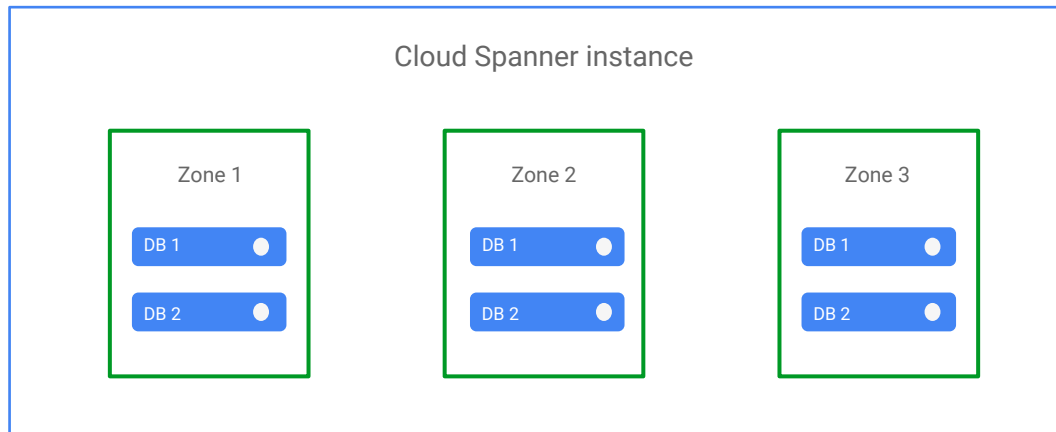 Cloud Spanner instance
Zone 1
DB 1
DB 2
Zone 2
DB 1
DB 2
Zone 3
DB 1
DB 2